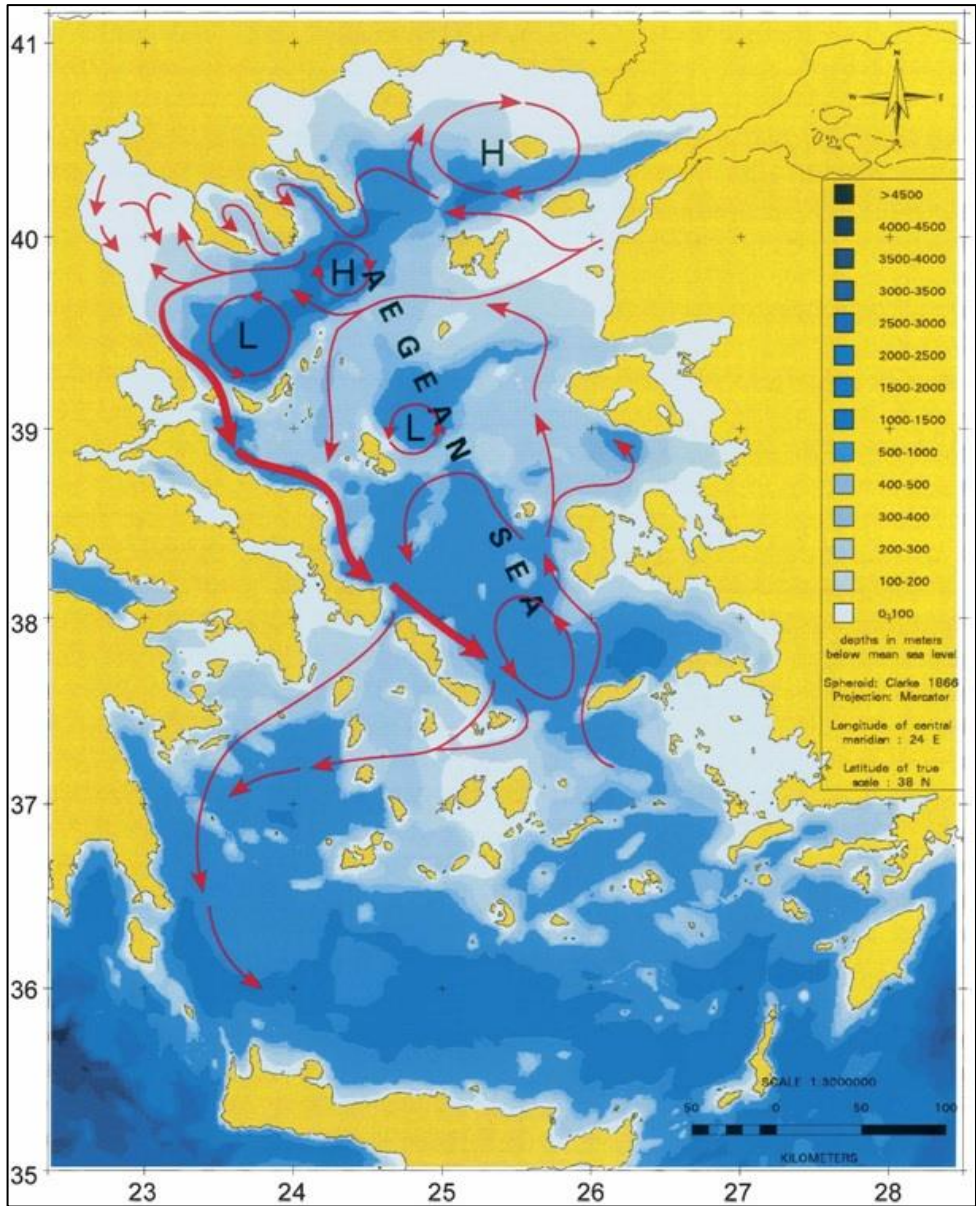 41
40
39
38
37
36
35
23
24
25
26
27
28
H
H
L
L
AEGEAN
SEA
N
W
E
>4500
4000-4500
3500-4000
3000-3500
2500-3000
2000-2500
1500-2000
1000-1500
500-1000
400-500
300-400
200-300
100-200
0-100
depths in meters
below mean sea level
Spheroid: Clarke 1866
Projection: Mercator
Longitude of central
meridian : 24 E
Latitude of true
scale : 38 N
SCALE 1:3000000
50 0 50 100
KILOMETERS